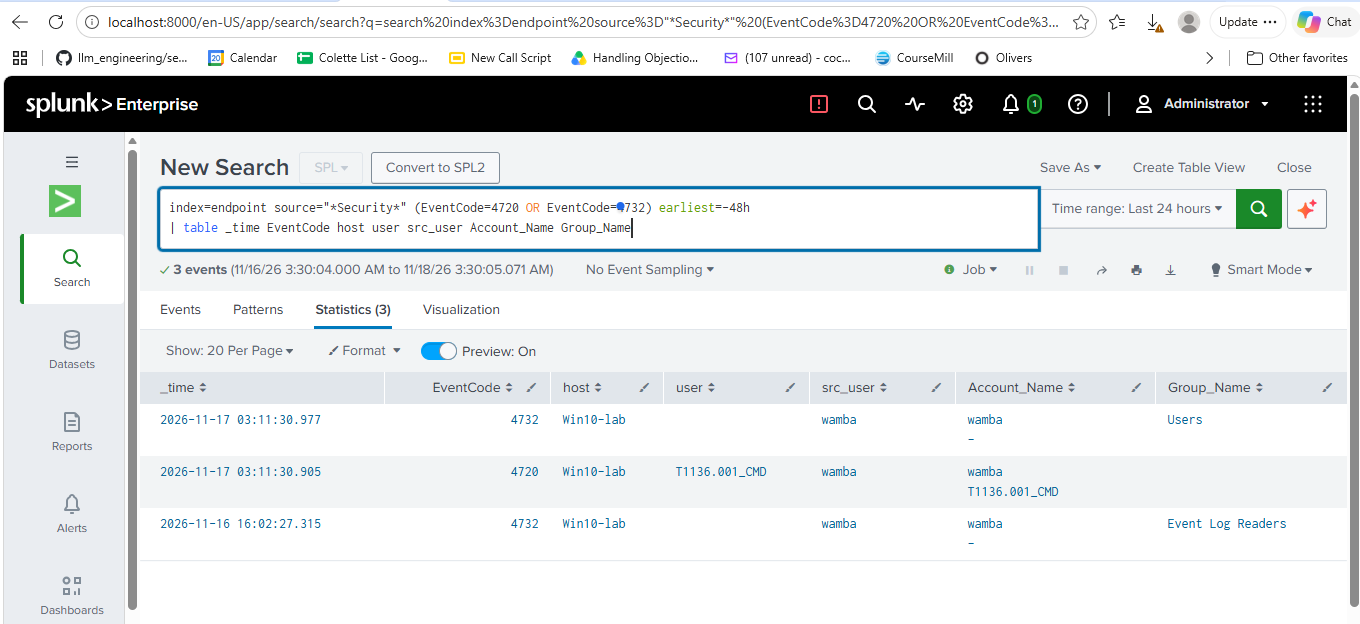 localhost:8000/en-US/app/search/search?q=search%20index%3Dendpoint%20source%3D"*Security*"%20(EventCode%3D4720%20OR%20EventCode%3...
Update
Chat
llm_engineering/se...
20 Calendar
Colette List - Goog...
New Call Script
Handling Objectio...
(107 unread) - coc...
CourseMill
Olivers
Other favorites
splunk>Enterprise
1
Administrator
New Search
SPL
Convert to SPL2
Save As
Create Table View
Close
index=endpoint source="*Security*" (EventCode=4720 OR EventCode=4732) earliest=-48h
| table _time EventCode host user src_user Account_Name Group_Name
Time range: Last 24 hours
3 events (11/16/26 3:30:04.000 AM to 11/18/26 3:30:05.071 AM)
No Event Sampling
Job
Smart Mode
Search
Datasets
Reports
Alerts
Dashboards
Events
Patterns
Statistics (3)
Visualization
Show: 20 Per Page
Format
Preview: On
_time EventCode host user src_user Account_Name Group_Name
2026-11-17 03:11:30.977 4732 Win10-lab wamba wamba Users
-
2026-11-17 03:11:30.905 4720 Win10-lab T1136.001_CMD wamba wamba
T1136.001_CMD
2026-11-16 16:02:27.315 4732 Win10-lab wamba wamba Event Log Readers
-